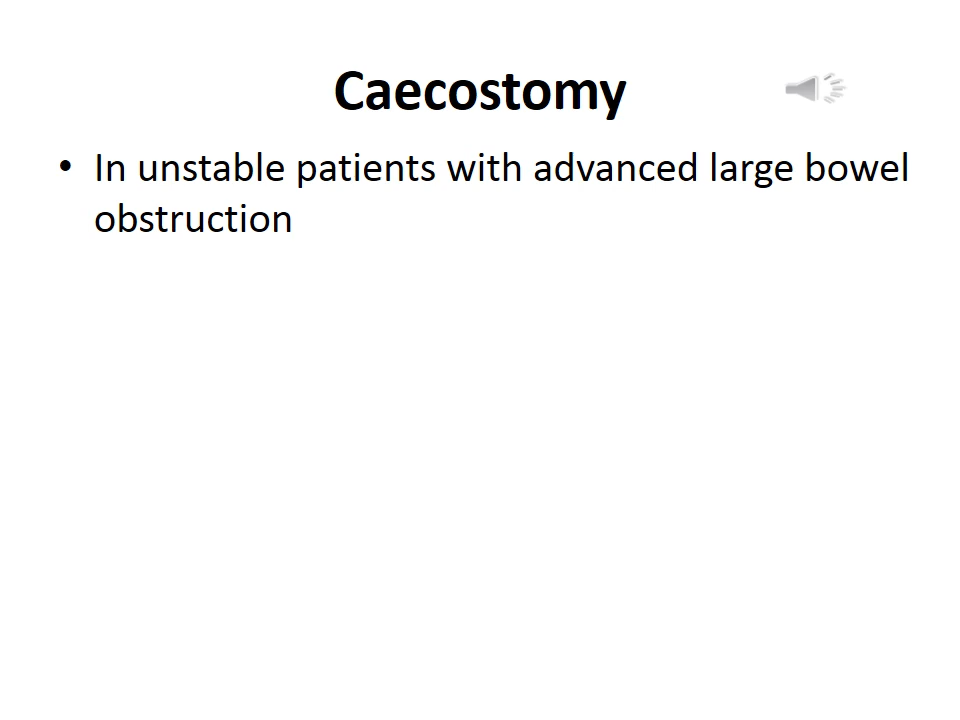 Caecostomy
• In unstable patients with advanced large bowel
obstruction